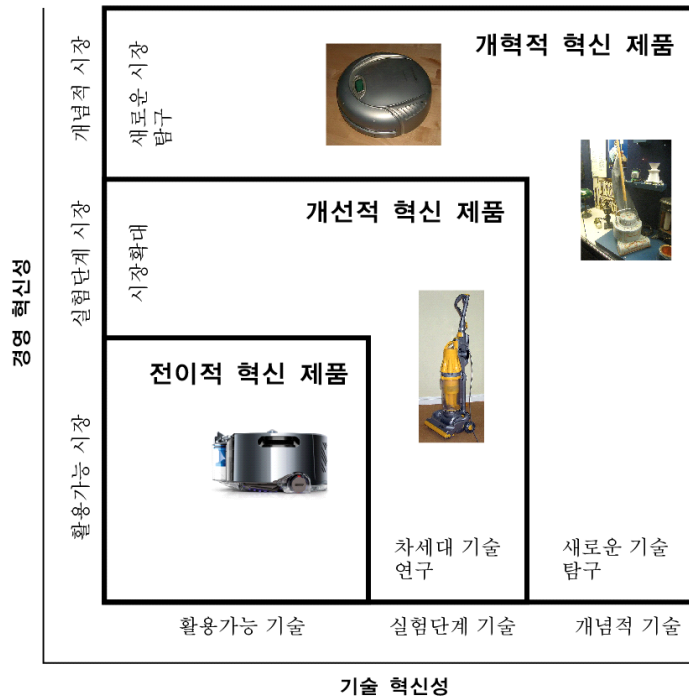 개혁적 혁신 제품
개념적 시장
새로운 시장
탐구
개선적 혁신 제품
실험단계 시장
시장확대
경영 혁신성
전이적 혁신 제품
활용가능 시장
차세대 기술
연구
새로운 기술
탐구
활용가능 기술
실험단계 기술
개념적 기술
기술 혁신성